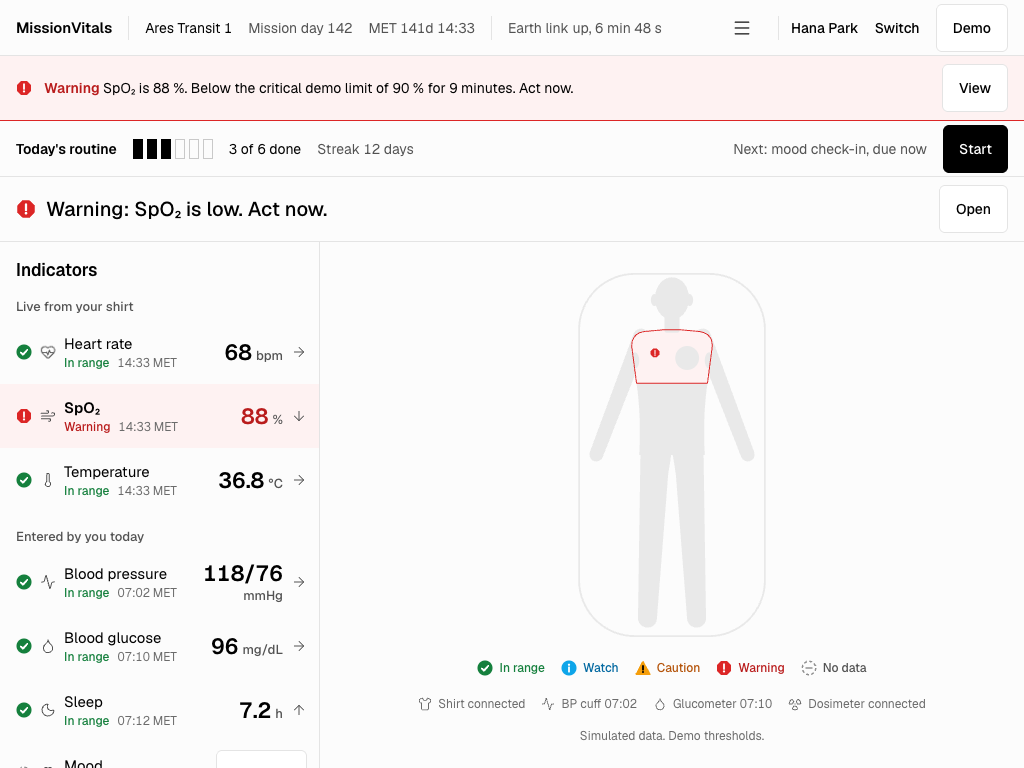 MissionVitals Ares Transit 1 Mission day 142 MET 141d 14:33 Earth link up, 6 min 48 s Hana Park Switch Demo
Warning SpO₂ is 88 %. Below the critical demo limit of 90 % for 9 minutes. Act now. View
Today's routine 3 of 6 done Streak 12 days Next: mood check-in, due now Start
Warning: SpO₂ is low. Act now. Open
Indicators
Live from your shirt
Heart rate 68 bpm
In range 14:33 MET
SpO₂ 88 %
Warning 14:33 MET
Temperature 36.8 °C
In range 14:33 MET
Entered by you today
Blood pressure 118/76
In range 07:02 MET mmHg
Blood glucose 96 mg/dL
In range 07:10 MET
Sleep 7.2 h
In range 07:12 MET
Mood
In range Watch Caution Warning No data
Shirt connected BP cuff 07:02 Glucometer 07:10 Dosimeter connected
Simulated data. Demo thresholds.